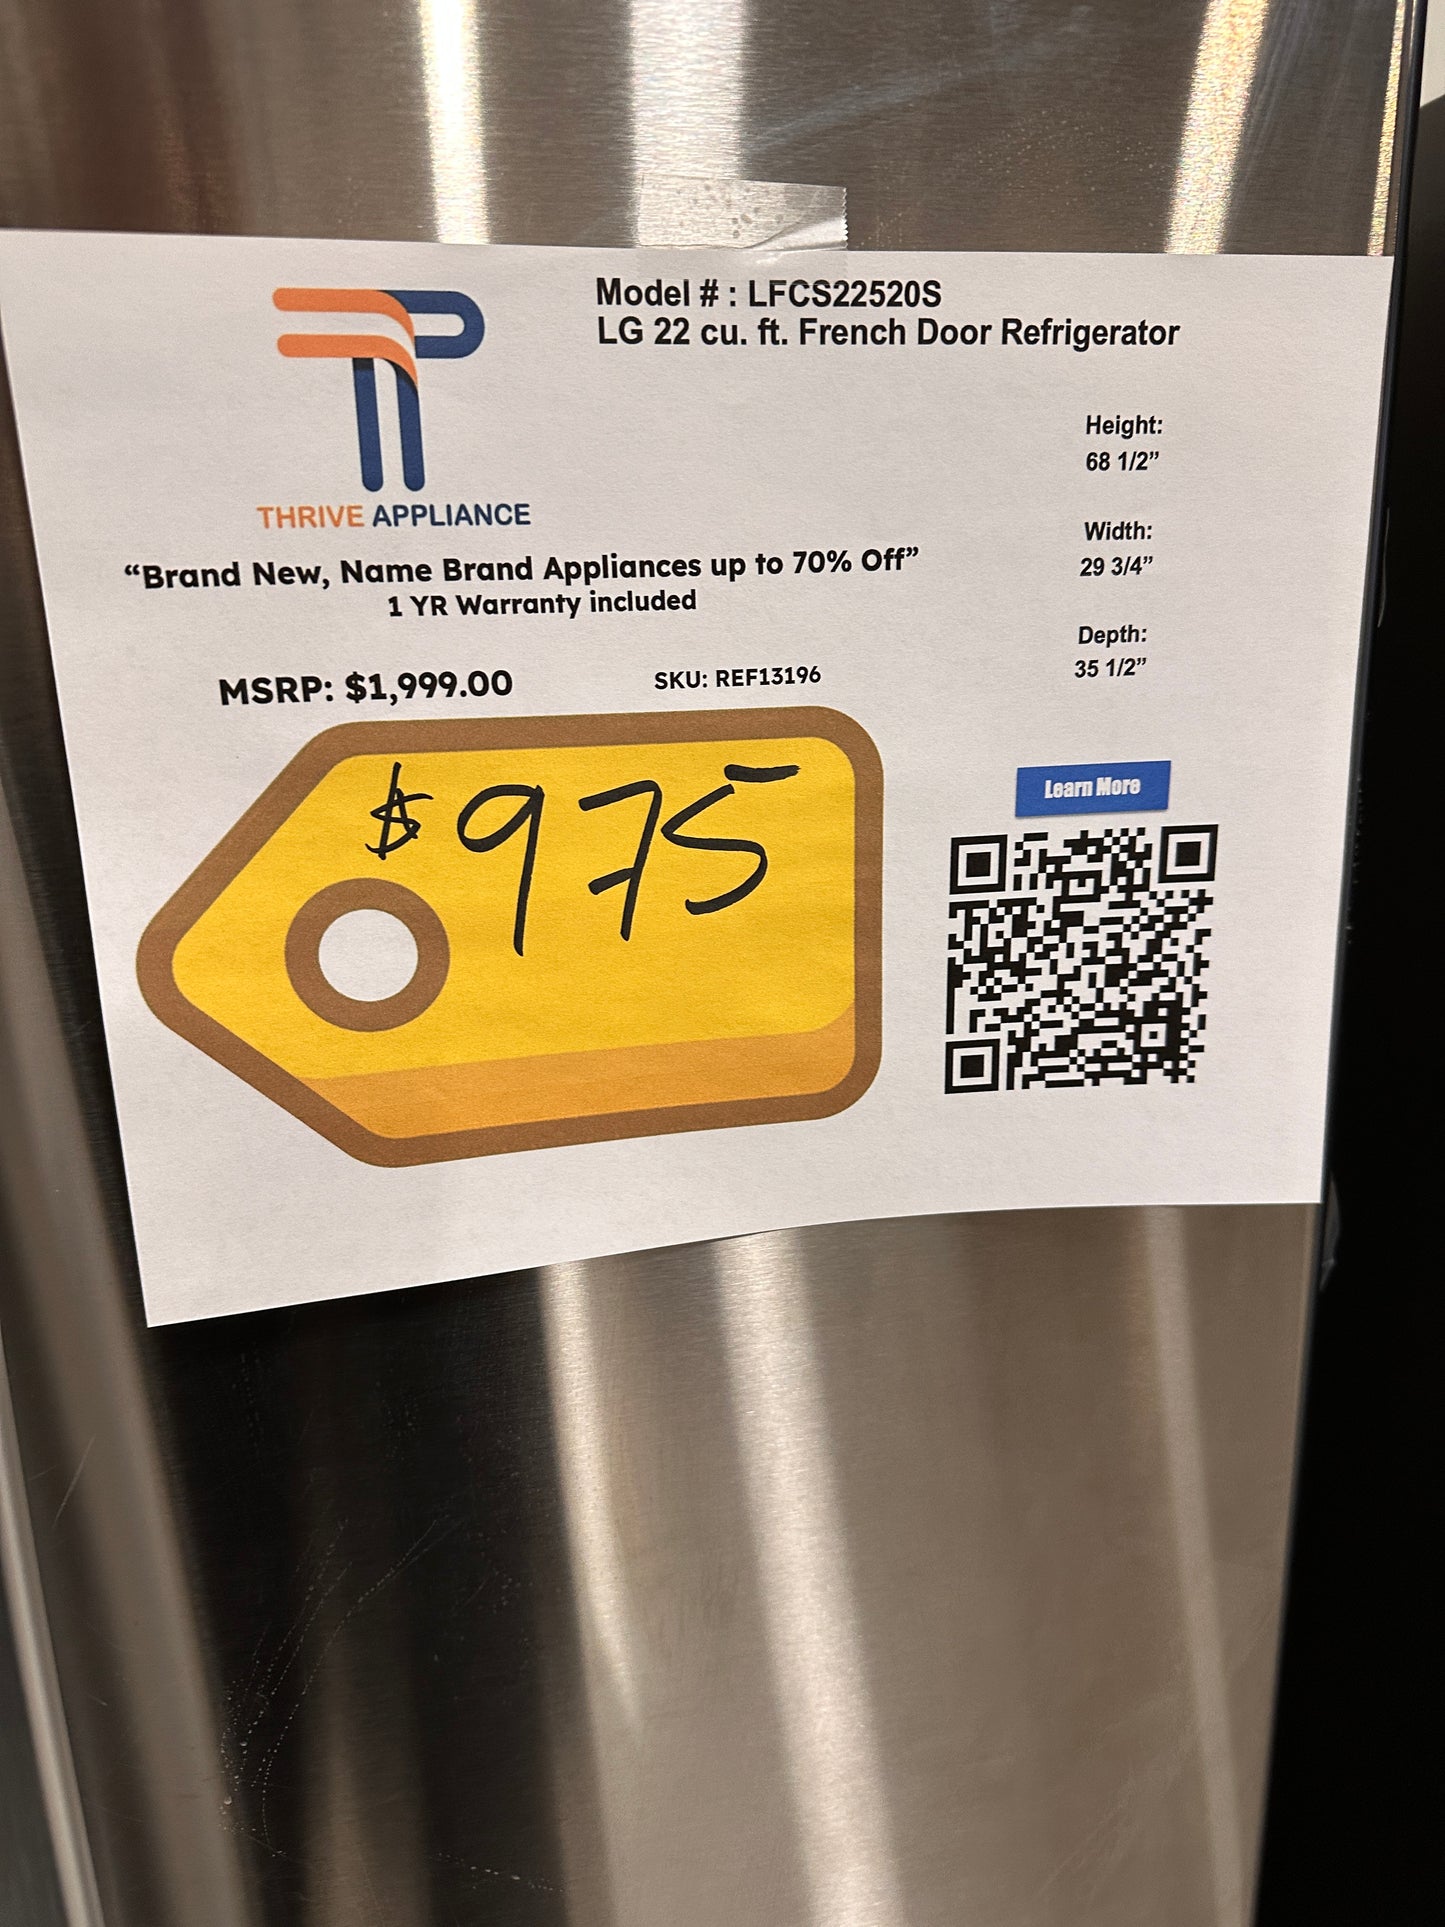 Model # : LFCS22520S
LG 22 cu. ft. French Door Refrigerator
THRIVE APPLIANCE
“Brand New, Name Brand Appliances up to 70% Off”
1 YR Warranty included
MSRP: $1,999.00
SKU: REF13196
$975
Height:
68 1/2”
Width:
29 3/4”
Depth:
35 1/2”
Learn More